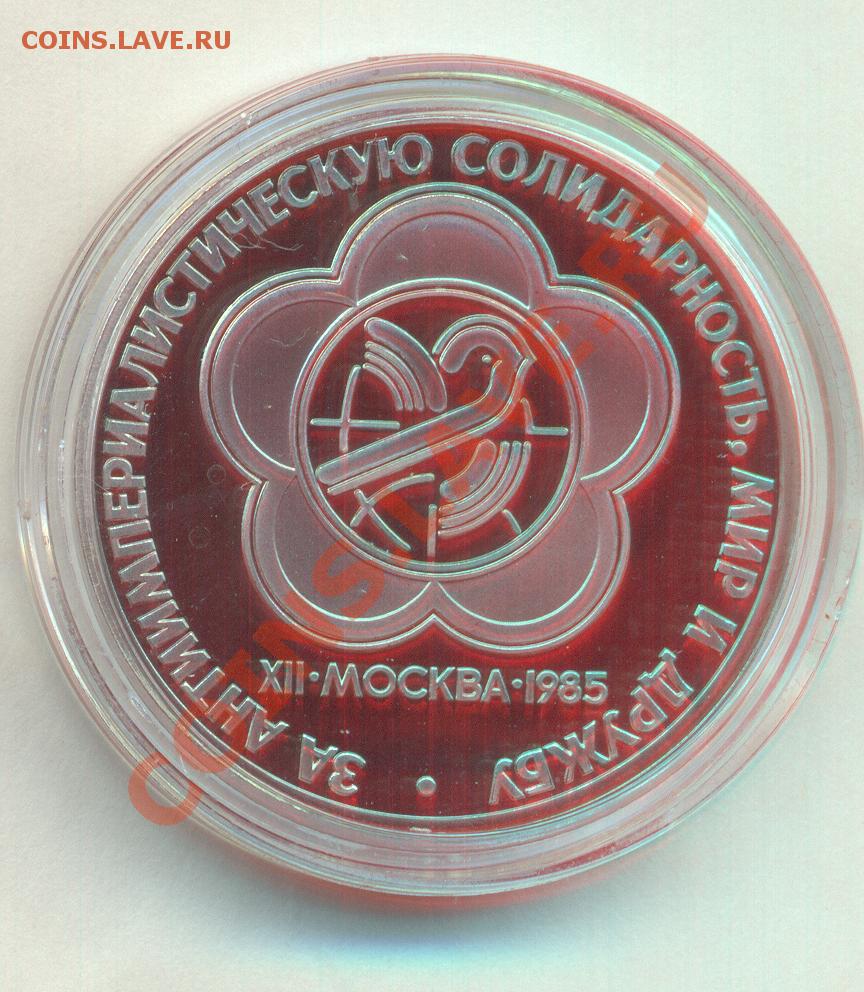 COINS.LAVE.RU
ЗА АНТИИМПЕРИАЛИСТИЧЕСКУЮ СОЛИДАРНОСТЬ, МИР И ДРУЖБУ •
XII•МОСКВА•1985